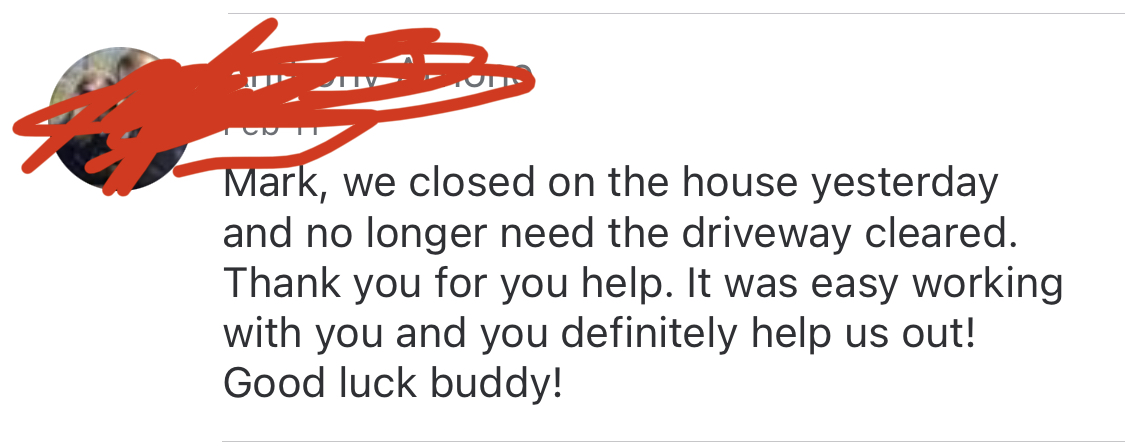 Mark, we closed on the house yesterday
and no longer need the driveway cleared.
Thank you for you help. It was easy working
with you and you definitely help us out!
Good luck buddy!